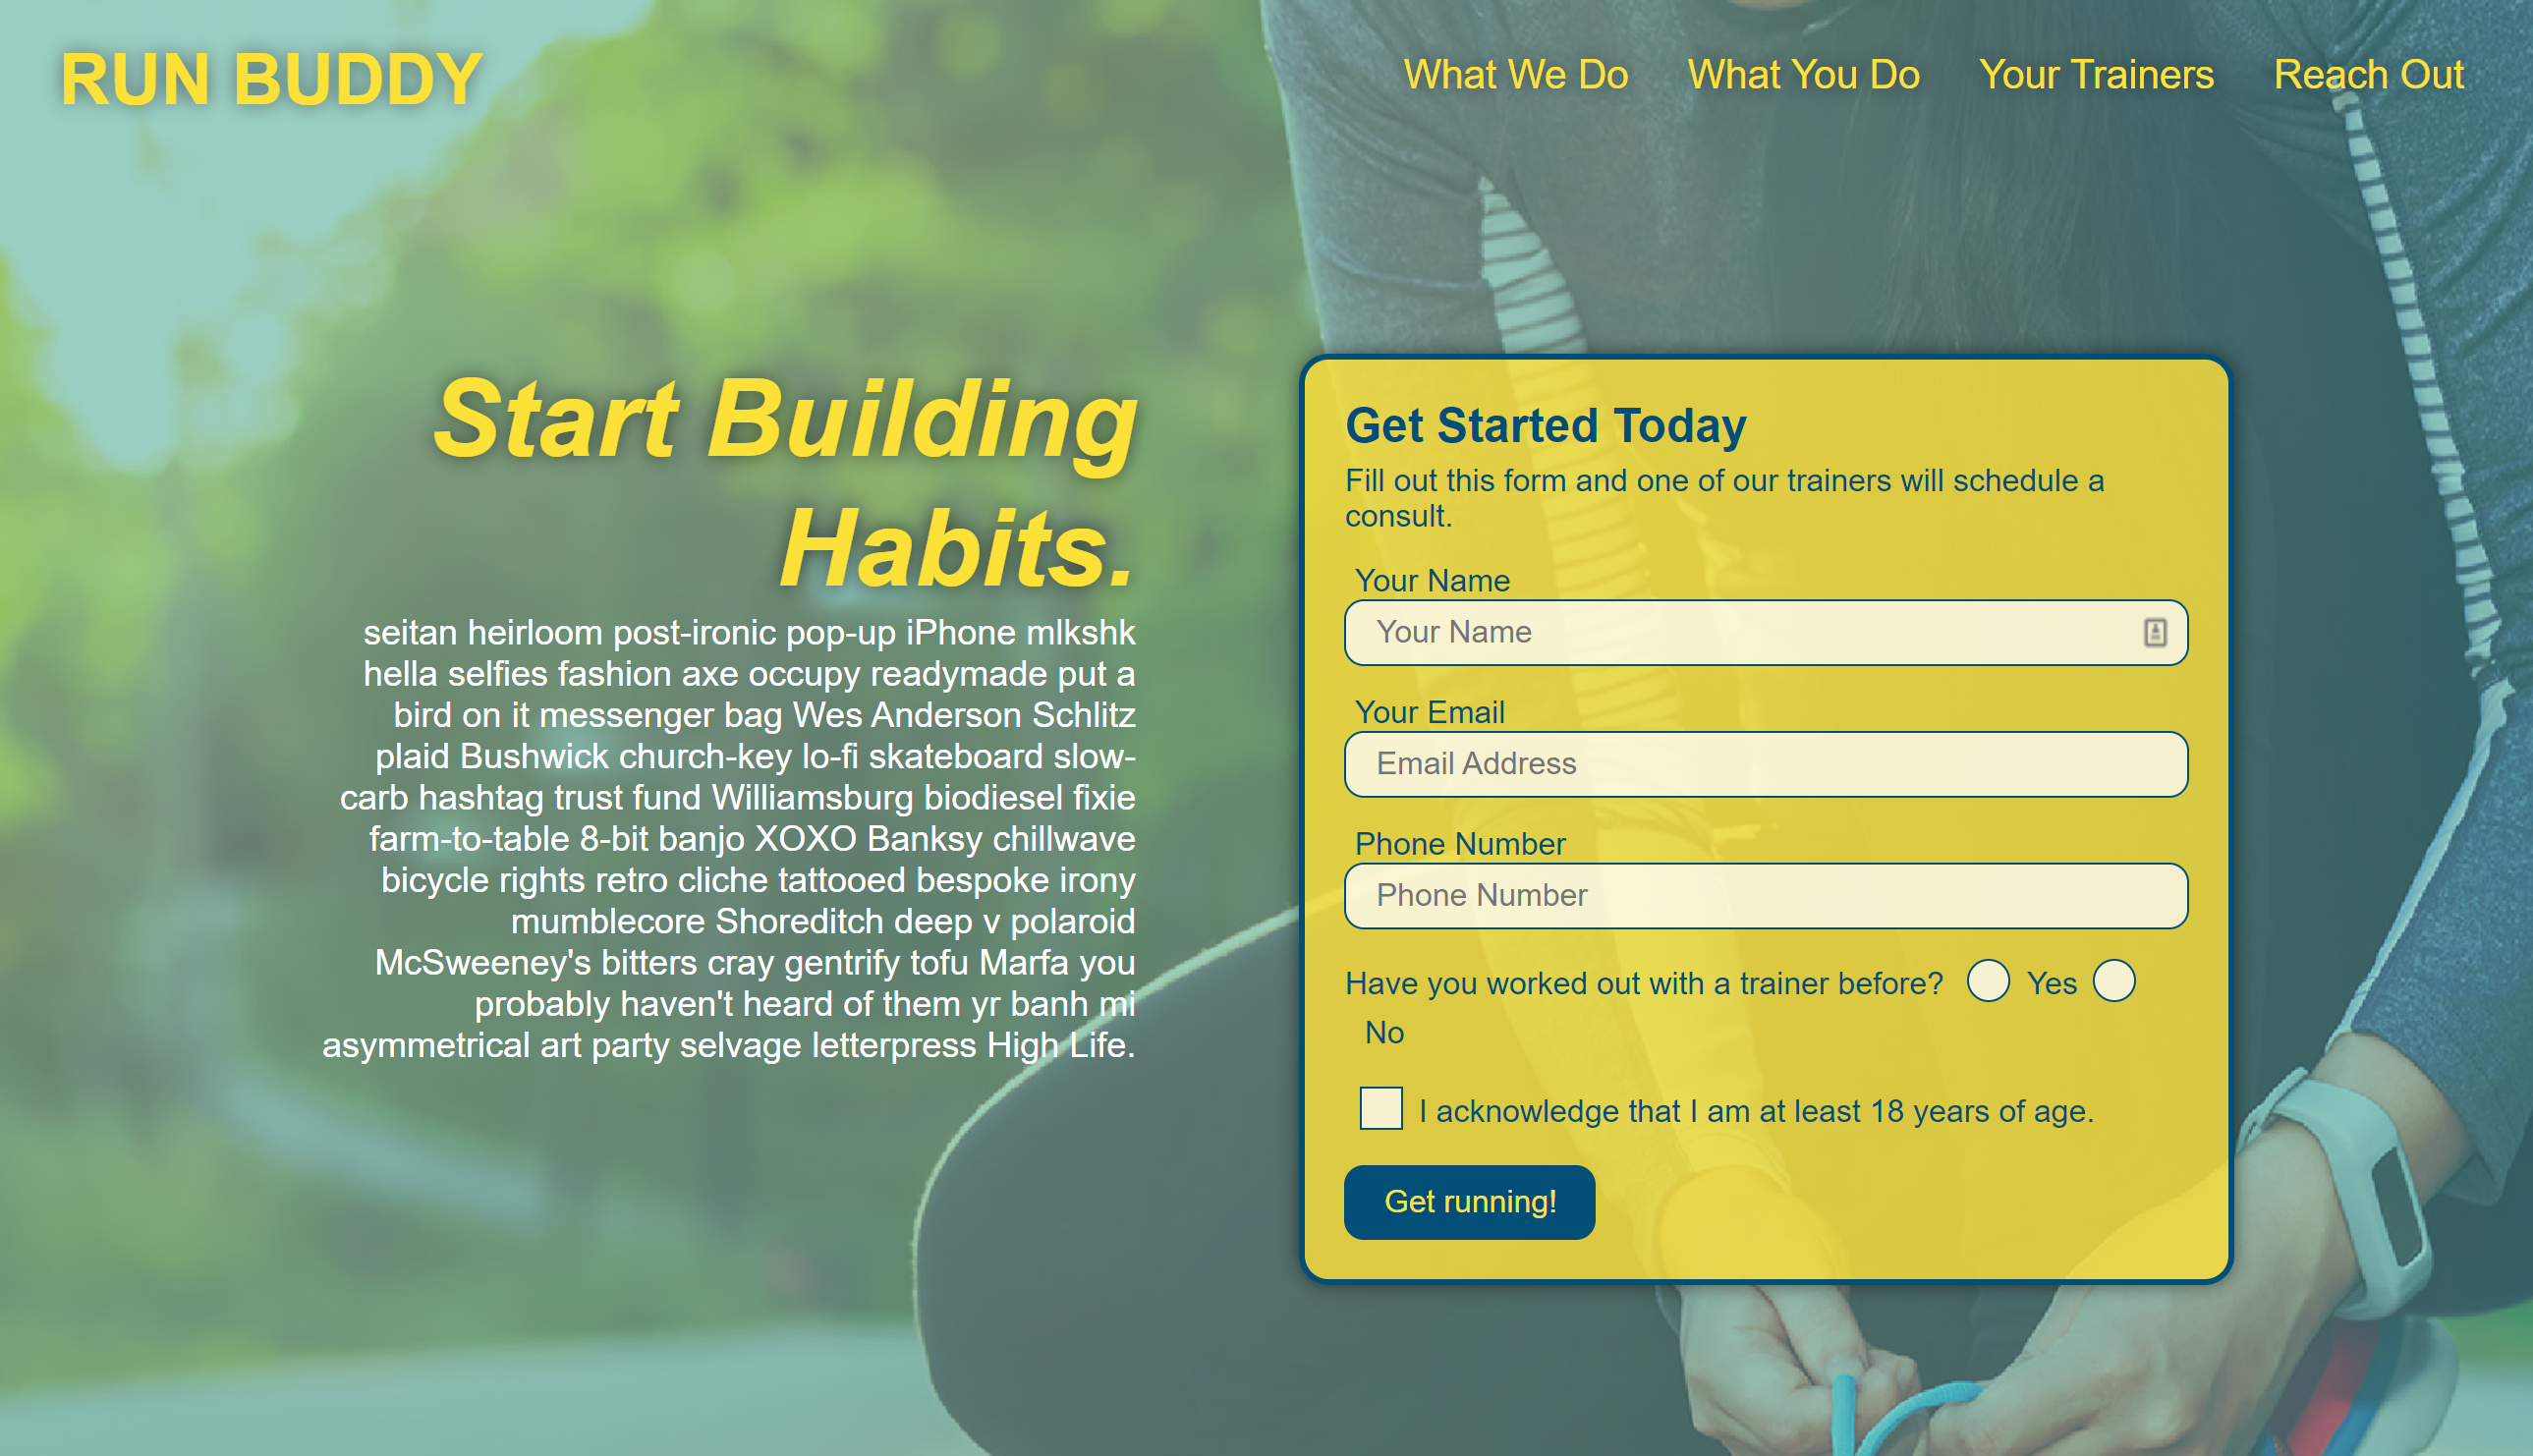 RUN BUDDY
What We Do
What You Do
Your Trainers
Reach Out
Start Building
Habits.
seitan heirloom post-ironic pop-up iPhone mlkshk
hella selfies fashion axe occupy readymade put a
bird on it messenger bag Wes Anderson Schlitz
plaid Bushwick church-key lo-fi skateboard slow-
carb hashtag trust fund Williamsburg biodiesel fixie
farm-to-table 8-bit banjo XOXO Banksy chillwave
bicycle rights retro cliche tattooed bespoke irony
mumblecore Shoreditch deep v polaroid
McSweeney's bitters cray gentrify tofu Marfa you
probably haven't heard of them yr banh mi
asymmetrical art party selvage letterpress High Life.
Get Started Today
Fill out this form and one of our trainers will schedule a
consult.
Your Name
Your Name
Your Email
Email Address
Phone Number
Phone Number
Have you worked out with a trainer before? Yes
No
I acknowledge that I am at least 18 years of age.
Get running!